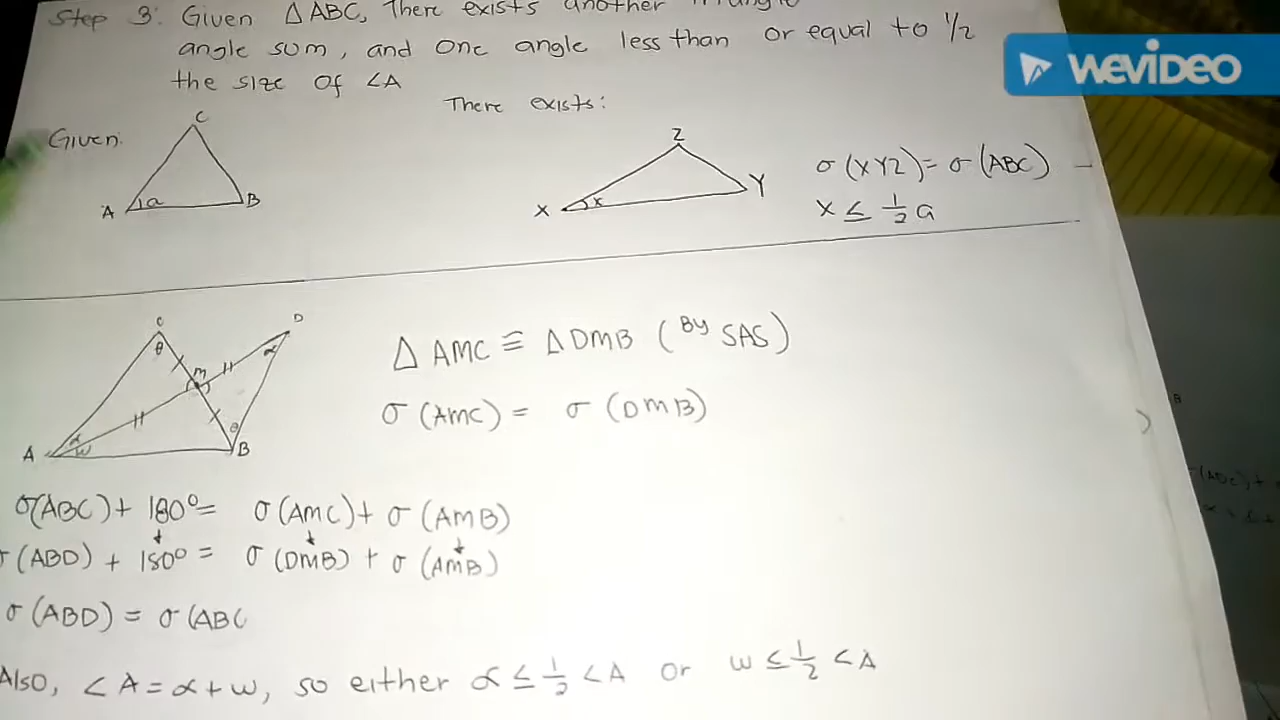 Step 3: Given △ABC, There exists another triangle
angle sum, and one angle less than or equal to 1/2
the size of <A
There exists:
Given:
C
A a B
Z
X x Y
σ(XYZ) = σ(ABC)
x ≤ 1/2 a
WEVIDEO
C D
θ α
M
α θ
A w B
△ AMC ≅ △DMB (By SAS)
σ(AMC) = σ(DMB)
σ(ABC) + 180° = σ(AMC) + σ(AMB)
σ(ABD) + 180° = σ(DMB) + σ(AMB)
σ(ABD) = σ(ABC
Also, <A = α + w, so either α ≤ 1/2 <A or w ≤ 1/2 <A